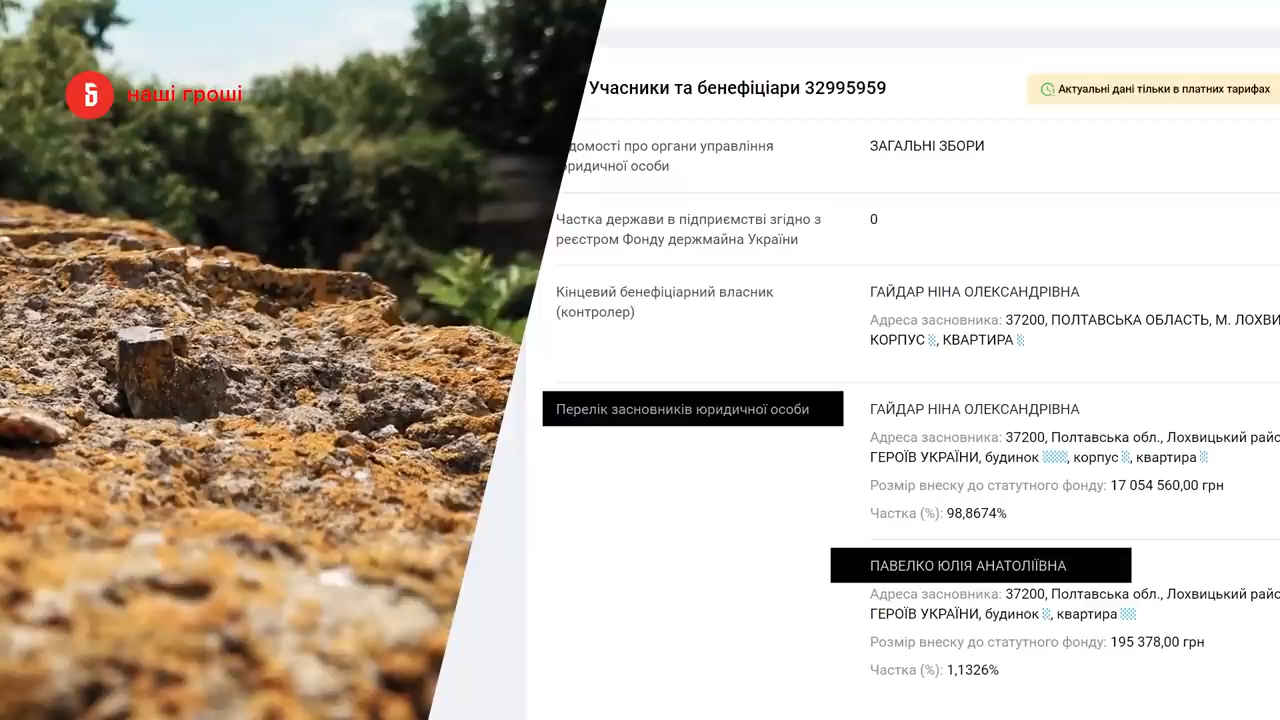 наші гроші
Учасники та бенефіціари 32995959
Актуальні дані тільки в платних тарифах
про органи управління
ЗАГАЛЬНІ ЗБОРИ
особи
Частка держави в підприємстві згідно з
0
реєстром Фонду держмайна України
Кінцевий бенефіціарний власник
ГАЙДАР НІНА ОЛЕКСАНДРІВНА
(контролер)
Адреса засновника: 37200, ПОЛТАВСЬКА ОБЛАСТЬ, М.
КОРПУС , КВАРТИРА
Перелік засновників юридичної особи
ГАЙДАР НІНА ОЛЕКСАНДРІВНА
Адреса засновника: 37200, Полтавська обл., Лохвицький
ГЕРОЇВ УКРАЇНИ, будинок , корпус , квартира
Розмір внеску до статутного фонду: 17 054 560,00 грн
Частка (%): 98,8674%
ПАВЕЛКО ЮЛІЯ АНАТОЛІЇВНА
Адреса засновника: 37200, Полтавська обл., Лохвицький
ГЕРОЇВ УКРАЇНИ, будинок , квартира
Розмір внеску до статутного фонду: 195 378,00 грн
Частка (%): 1,1326%